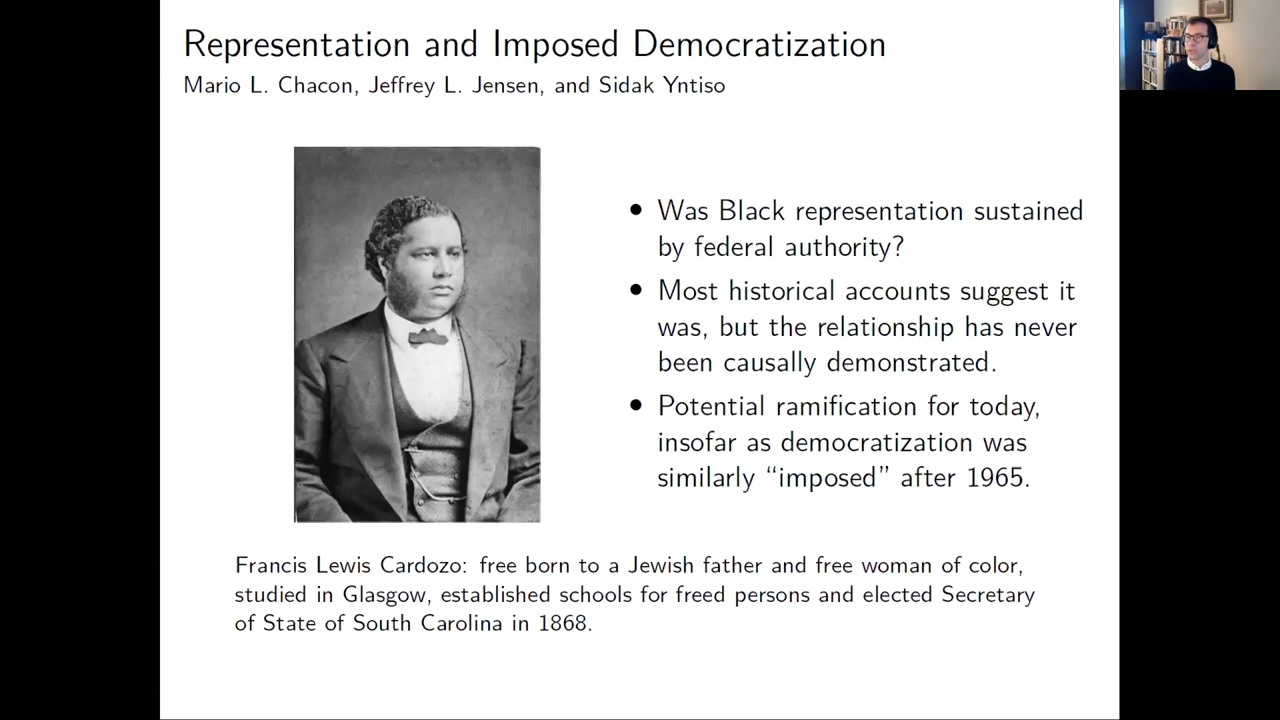 Representation and Imposed Democratization
Mario L. Chacon, Jeffrey L. Jensen, and Sidak Yntiso
• Was Black representation sustained
by federal authority?
• Most historical accounts suggest it
was, but the relationship has never
been causally demonstrated.
• Potential ramification for today,
insofar as democratization was
similarly “imposed” after 1965.
Francis Lewis Cardozo: free born to a Jewish father and free woman of color,
studied in Glasgow, established schools for freed persons and elected Secretary
of State of South Carolina in 1868.